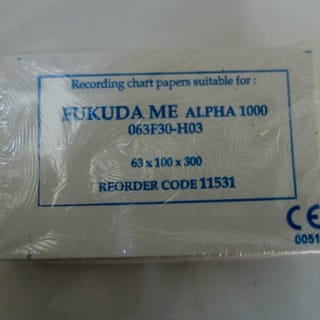 Recording chart papers suitable for :
FUKUDA ME ALPHA 1000
063F30-H03
63 x 100 x 300
REORDER CODE 11531
CE
0051